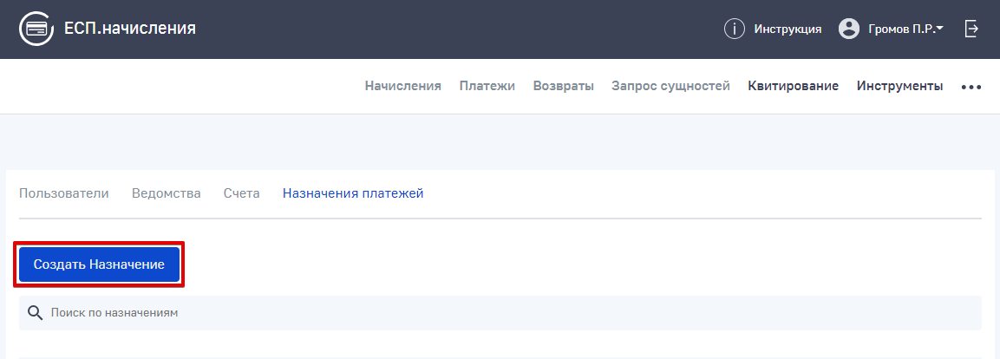 ЕСП.начисления
Инструкция
Громов П.Р.
Начисления Платежи Возвраты Запрос сущностей Квитирование Инструменты
Пользователи Ведомства Счета Назначения платежей
Создать Назначение
Поиск по назначениям